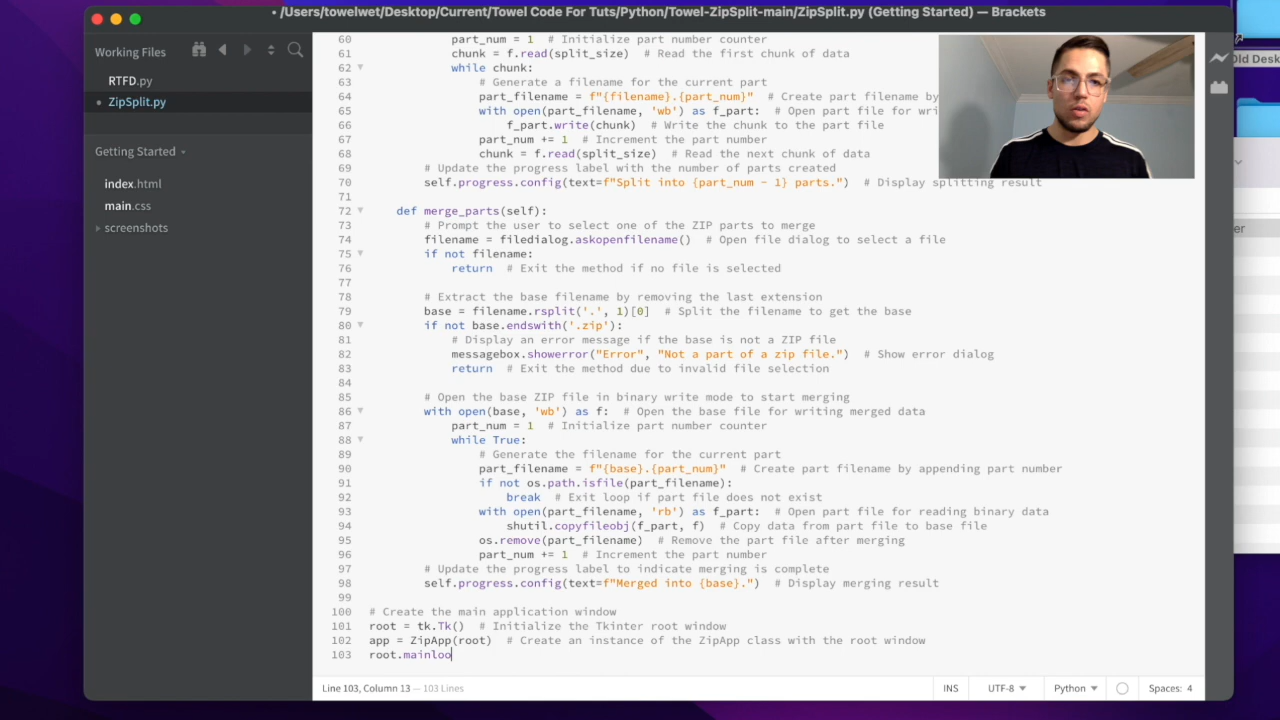 /Users/towelwet/Desktop/Current/Towel Code For Tuts/Python/Towel-ZipSplit-main/ZipSplit.py (Getting Started) — Brackets
Working Files
RTFD.py
ZipSplit.py
Getting Started
index.html
main.css
screenshots
60 part_num = 1  # Initialize part number counter
61 chunk = f.read(split_size)  # Read the first chunk of data
62 while chunk:
63 # Generate a filename for the current part
64 part_filename = f"{filename}.{part_num}"  # Create part filename by
65 with open(part_filename, 'wb') as f_part:  # Open part file for wri
66 f_part.write(chunk)  # Write the chunk to the part file
67 part_num += 1  # Increment the part number
68 chunk = f.read(split_size)  # Read the next chunk of data
69 # Update the progress label with the number of parts created
70 self.progress.config(text=f"Split into {part_num - 1} parts.")  # Display splitting result
71
72 def merge_parts(self):
73 # Prompt the user to select one of the ZIP parts to merge
74 filename = filedialog.askopenfilename()  # Open file dialog to select a file
75 if not filename:
76 return  # Exit the method if no file is selected
77
78 # Extract the base filename by removing the last extension
79 base = filename.rsplit('.', 1)[0]  # Split the filename to get the base
80 if not base.endswith('.zip'):
81 # Display an error message if the base is not a ZIP file
82 messagebox.showerror("Error", "Not a part of a zip file.")  # Show error dialog
83 return  # Exit the method due to invalid file selection
84
85 # Open the base ZIP file in binary write mode to start merging
86 with open(base, 'wb') as f:  # Open the base file for writing merged data
87 part_num = 1  # Initialize part number counter
88 while True:
89 # Generate the filename for the current part
90 part_filename = f"{base}.{part_num}"  # Create part filename by appending part number
91 if not os.path.isfile(part_filename):
92 break  # Exit loop if part file does not exist
93 with open(part_filename, 'rb') as f_part:  # Open part file for reading binary data
94 shutil.copyfileobj(f_part, f)  # Copy data from part file to base file
95 os.remove(part_filename)  # Remove the part file after merging
96 part_num += 1  # Increment the part number
97 # Update the progress label to indicate merging is complete
98 self.progress.config(text=f"Merged into {base}.")  # Display merging result
99
100 # Create the main application window
101 root = tk.Tk()  # Initialize the Tkinter root window
102 app = ZipApp(root)  # Create an instance of the ZipApp class with the root window
103 root.mainloo
Line 103, Column 13 — 103 Lines
INS
UTF-8
Python
Spaces: 4
Old Desk
er